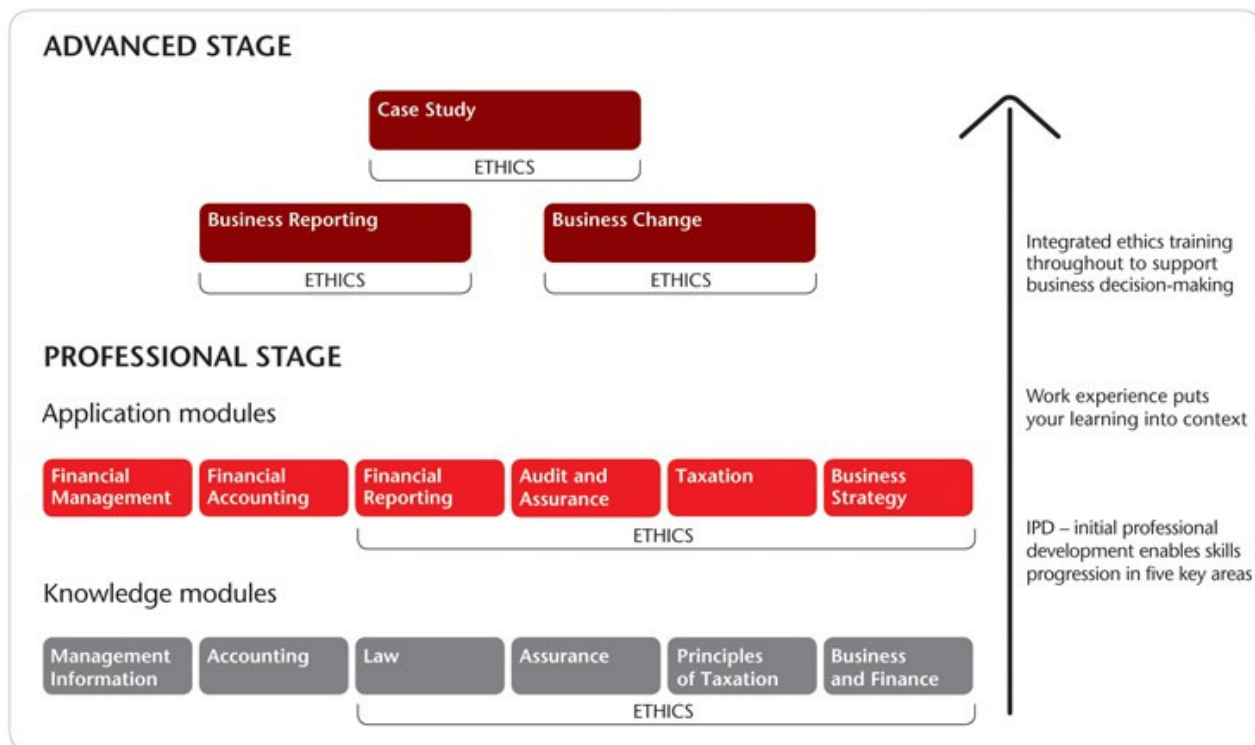 ADVANCED STAGE
Case Study
ETHICS
Business Reporting
Business Change
ETHICS
ETHICS
Integrated ethics training
throughout to support
business decision-making
PROFESSIONAL STAGE
Application modules
Work experience puts
your learning into context
Financial
Management
Financial
Accounting
Financial
Reporting
Audit and
Assurance
Taxation
Business
Strategy
ETHICS
IPD – initial professional
development enables skills
progression in five key areas
Knowledge modules
Management
Information
Accounting
Law
Assurance
Principles
of Taxation
Business
and Finance
ETHICS